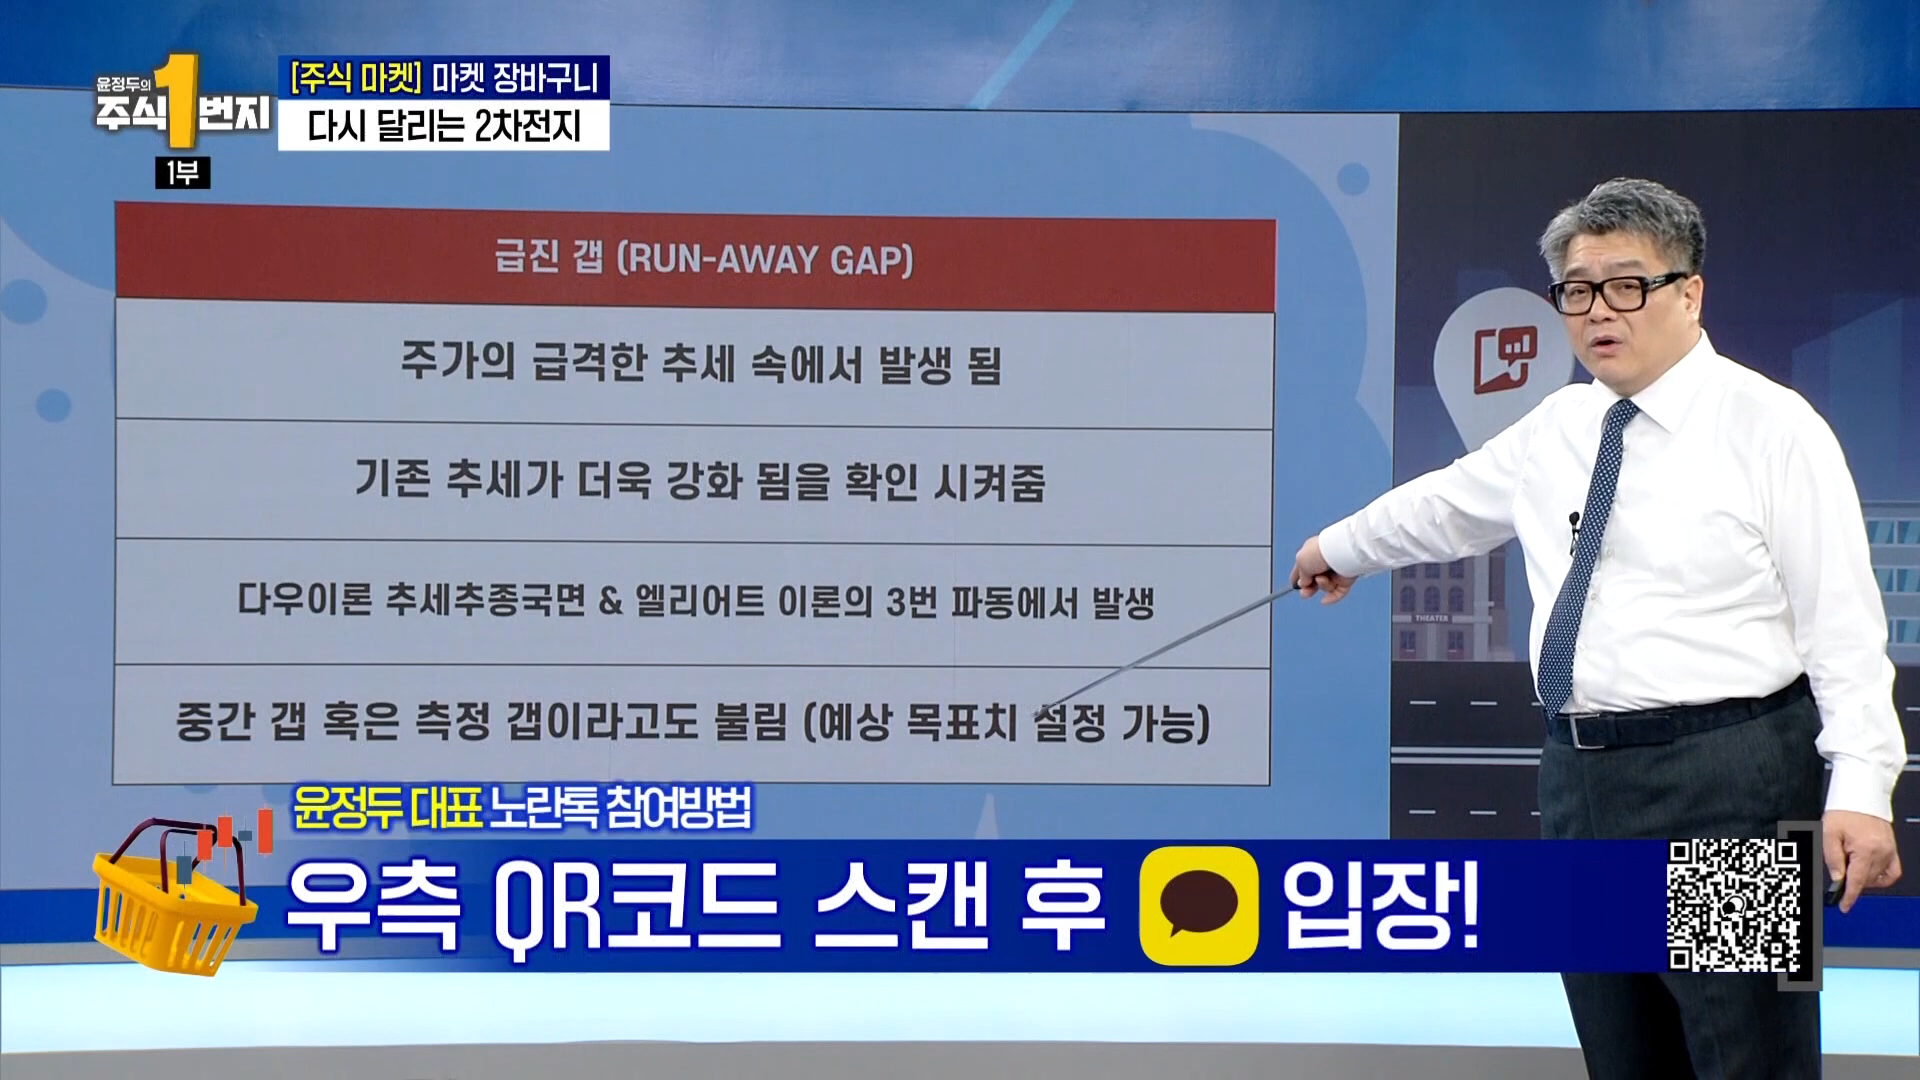 윤정두의
주식1번지
1부
[주식 마켓] 마켓 장바구니
다시 달리는 2차전지
급진 갭 (RUN-AWAY GAP)
주가의 급격한 추세 속에서 발생 됨
기존 추세가 더욱 강화 됨을 확인 시켜줌
다우이론 추세추종국면 & 엘리어트 이론의 3번 파동에서 발생
중간 갭 혹은 측정 갭이라고도 불림 (예상 목표치 설정 가능)
THEATER
윤정두 대표 노란톡 참여방법
우측 QR코드 스캔 후 입장!